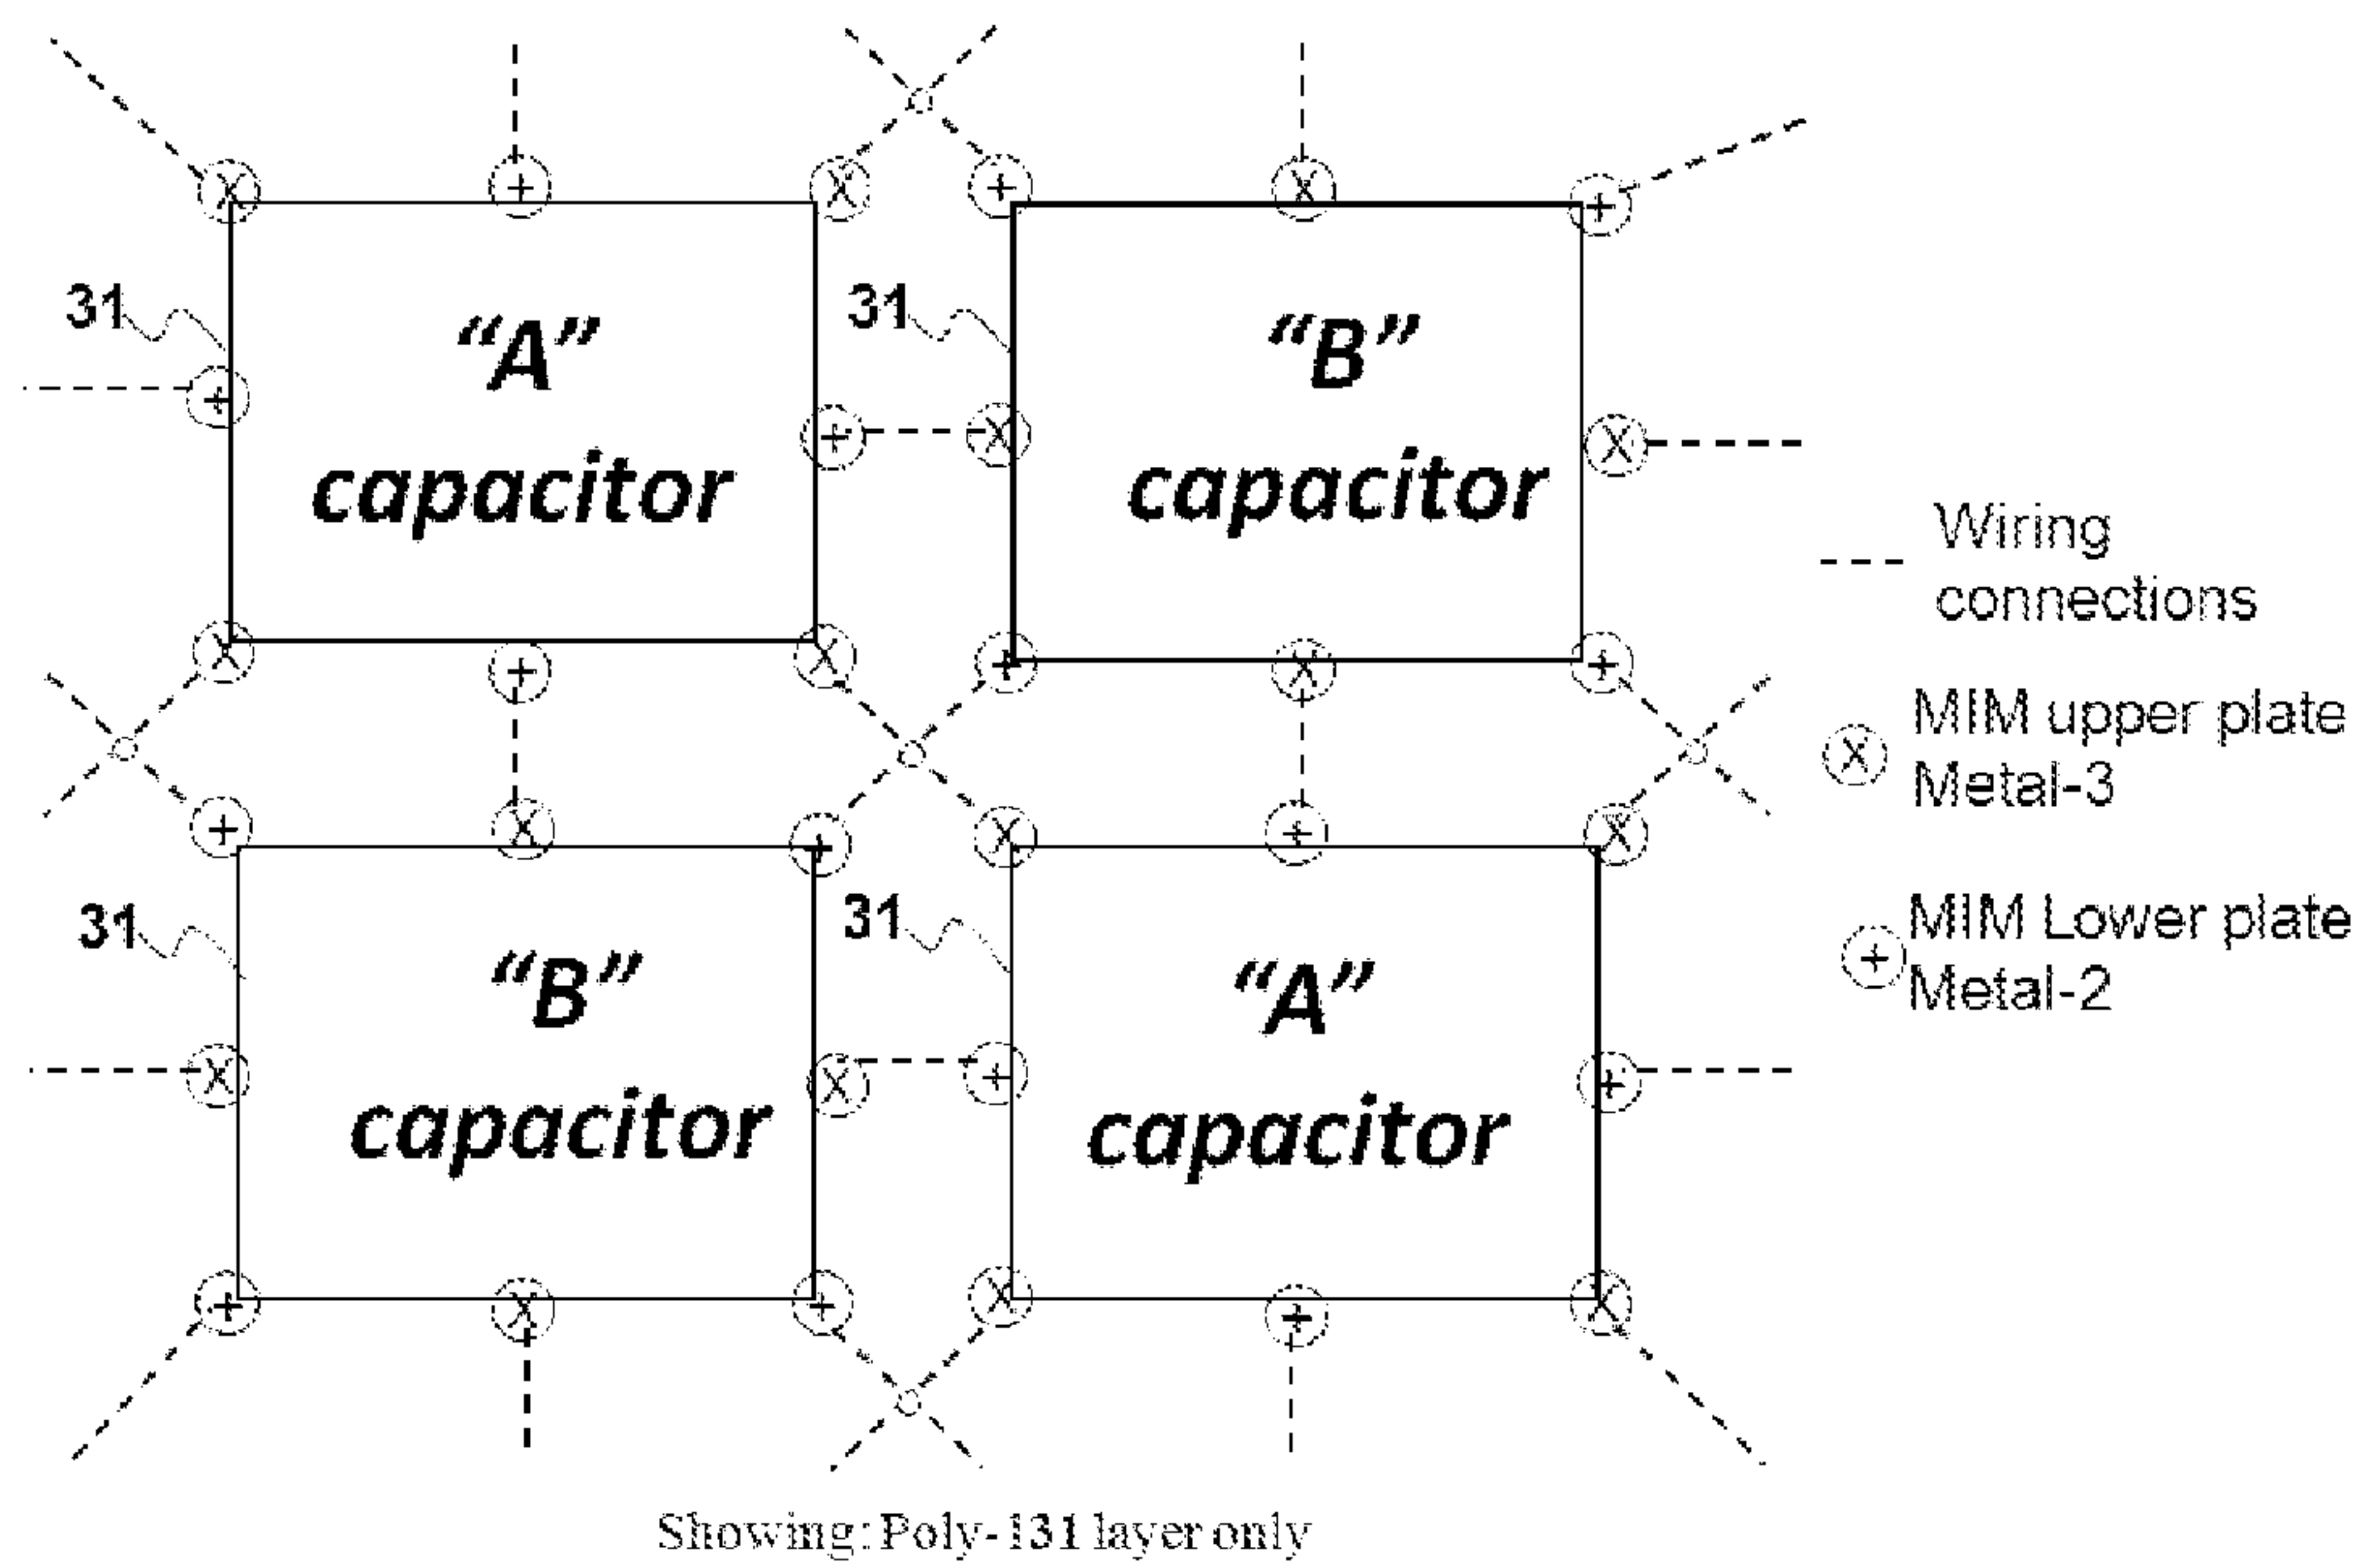 31
“A”
capacitor
31
“B”
capacitor
Wiring
connections
MIM upper plate
Metal-3
MIM Lower plate
Metal-2
31
“B”
capacitor
31
“A”
capacitor
Showing: Poly-131 layer only